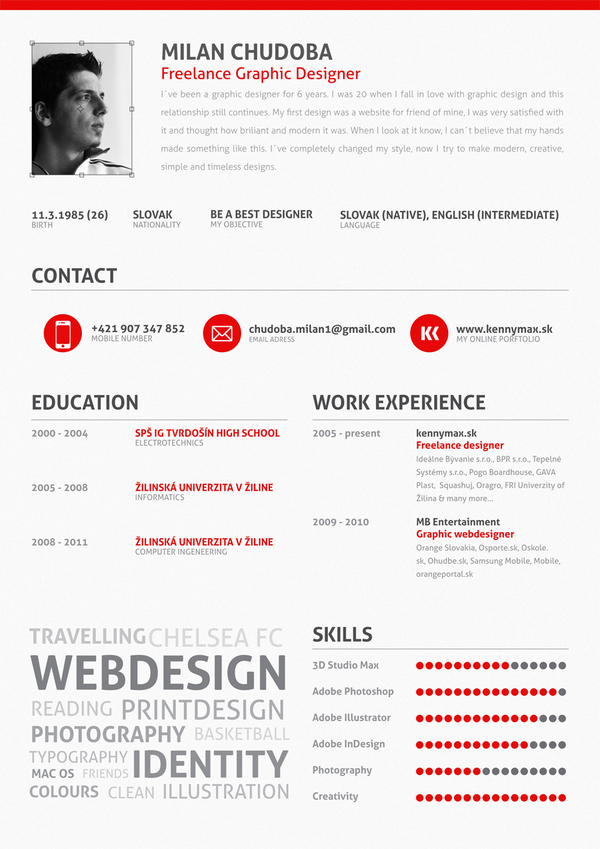 MILAN CHUDOBA
Freelance Graphic Designer
I´ve been a graphic designer for 6 years. I was 20 when I fall in love with graphic design and this
relationship still continues. My first design was a website for friend of mine, I was very satisfied with
it and thought how briliant and modern it was. When I look at it know, I can´t believe that my hands
made something like this. I´ve completely changed my style, now I try to make modern, creative,
simple and timeless designs.
11.3.1985 (26)
BIRTH
SLOVAK
NATIONALITY
BE A BEST DESIGNER
MY OBJECTIVE
SLOVAK (NATIVE), ENGLISH (INTERMEDIATE)
LANGUAGE
CONTACT
+421 907 347 852
MOBILE NUMBER
chudoba.milan1@gmail.com
EMAIL ADRESS
KK
www.kennymax.sk
MY ONLINE PORFTOLIO
EDUCATION
2000 - 2004
SPŠ IG TVRDOŠÍN HIGH SCHOOL
ELECTROTECHNICS
2005 - 2008
ŽILINSKÁ UNIVERZITA V ŽILINE
INFORMATICS
2008 - 2011
ŽILINSKÁ UNIVERZITA V ŽILINE
COMPUTER INGENEERING
WORK EXPERIENCE
2005 - present
kennymax.sk
Freelance designer
Ideálne Bývanie s.r.o., BPR s.r.o., Tepelné
Systémy s.r.o., Pogo Boardhouse, GAVA
Plast, Squashuj, Oragro, FRI Univerzity of
Žilina & many more...
2009 - 2010
MB Entertainment
Graphic webdesigner
Orange Slovakia, Osporte.sk, Oskole.
sk, Ohudbe.sk, Samsung Mobile, Mobile,
orangeportal.sk
TRAVELLING CHELSEA FC
WEBDESIGN
READING PRINTDESIGN
PHOTOGRAPHY BASKETBALL
TYPOGRAPHY
MAC OS FRIENDS IDENTITY
COLOURS CLEAN ILLUSTRATION
SKILLS
3D Studio Max
Adobe Photoshop
Adobe Illustrator
Adobe InDesign
Photography
Creativity